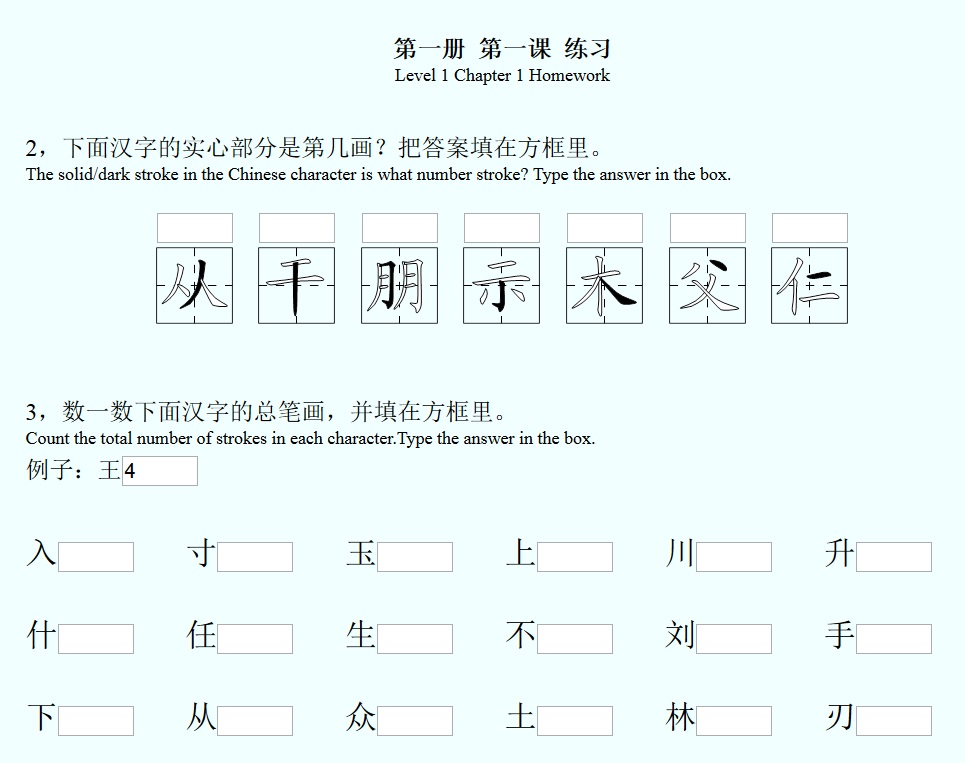 第一册 第一课 练习
Level 1 Chapter 1 Homework
2，下面汉字的实心部分是第几画？把答案填在方框里。
The solid/dark stroke in the Chinese character is what number stroke? Type the answer in the box.
从 干 朋 示 木 父 仁
3，数一数下面汉字的总笔画，并填在方框里。
Count the total number of strokes in each character.Type the answer in the box.
例子：王 4
入 寸 玉 上 川 升
什 任 生 不 刘 手
下 从 众 土 林 刃